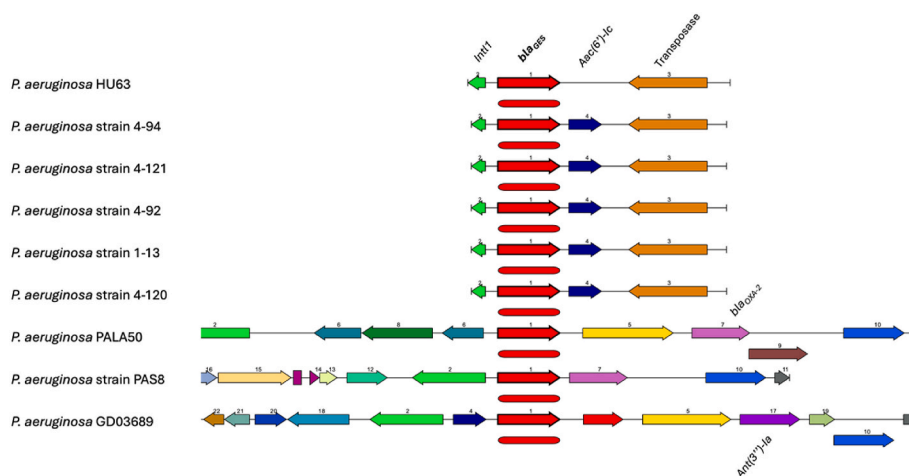 IntI1 bla_GES Aac(6')-Ic Transposase
P. aeruginosa HU63 2 1 3
P. aeruginosa strain 4-94 2 1 4 3
P. aeruginosa strain 4-121 2 1 4 3
P. aeruginosa strain 4-92 2 1 4 3
P. aeruginosa strain 1-13 2 1 4 3
P. aeruginosa strain 4-120 2 1 4 3
bla_OXA-2
P. aeruginosa PALA50 2 6 8 6 1 5 7 10
9
P. aeruginosa strain PAS8 16 15 14 13 12 2 1 7 10 11
P. aeruginosa GD03689 22 21 20 18 2 4 1 5 17 19
10
Ant(3'')-Ia